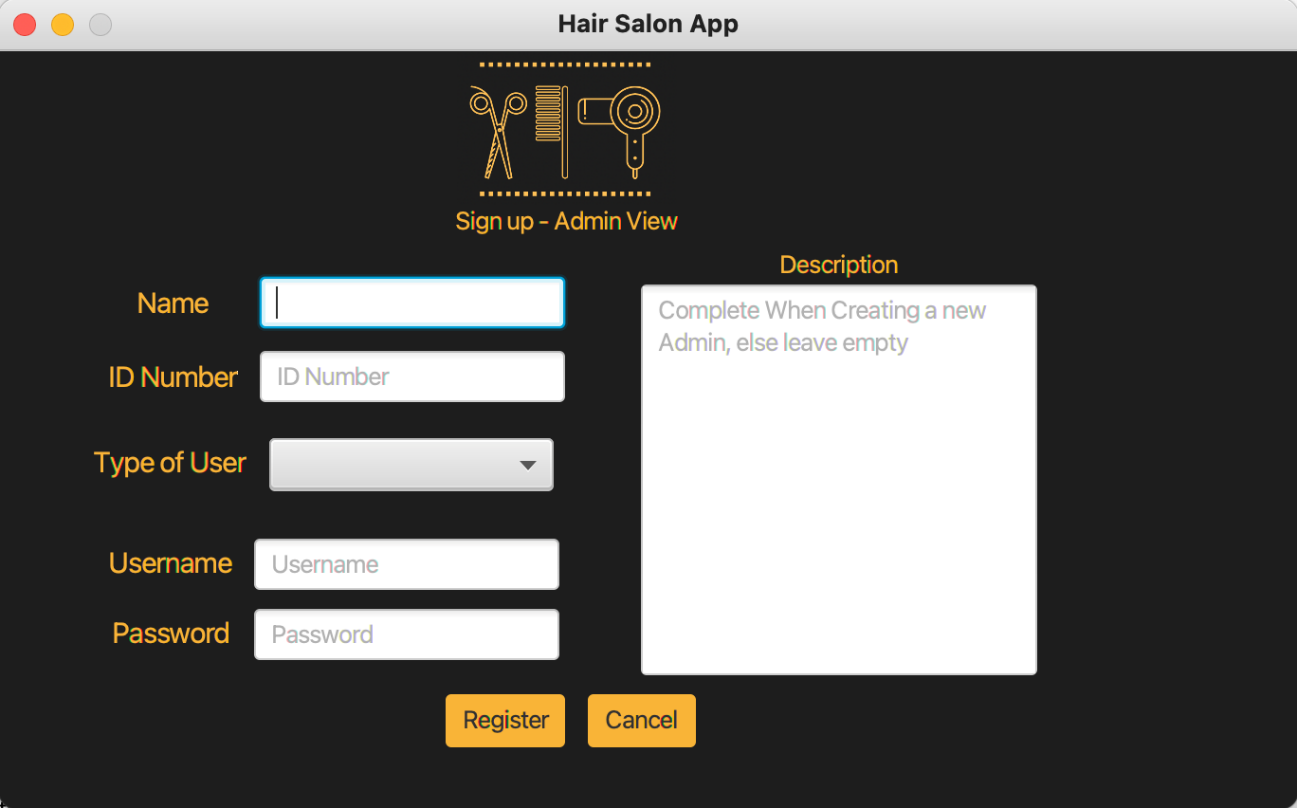 Hair Salon App
Sign up - Admin View
Name
ID Number
ID Number
Type of User
Username
Username
Password
Password
Description
Complete When Creating a new
Admin, else leave empty
Register
Cancel